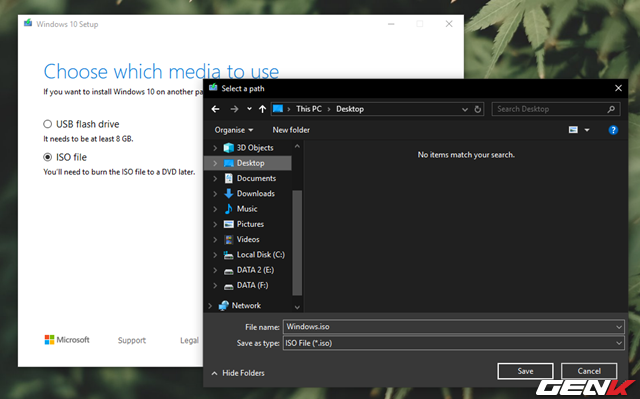 Windows 10 Setup
Choose which media to use
If you want to install Windows 10 on another pa
USB flash drive
It needs to be at least 8 GB.
ISO file
You'll need to burn the ISO file to a DVD later.
Microsoft
Support
Legal
Select a path
This PC
Desktop
Search Desktop
Organise
New folder
3D Objects
Desktop
Documents
Downloads
Music
Pictures
Videos
Local Disk (C:)
DATA 2 (E:)
DATA (F:)
Network
No items match your search.
File name:
Windows.iso
Save as type:
ISO File (*.iso)
Hide Folders
Save
Cancel
GENK